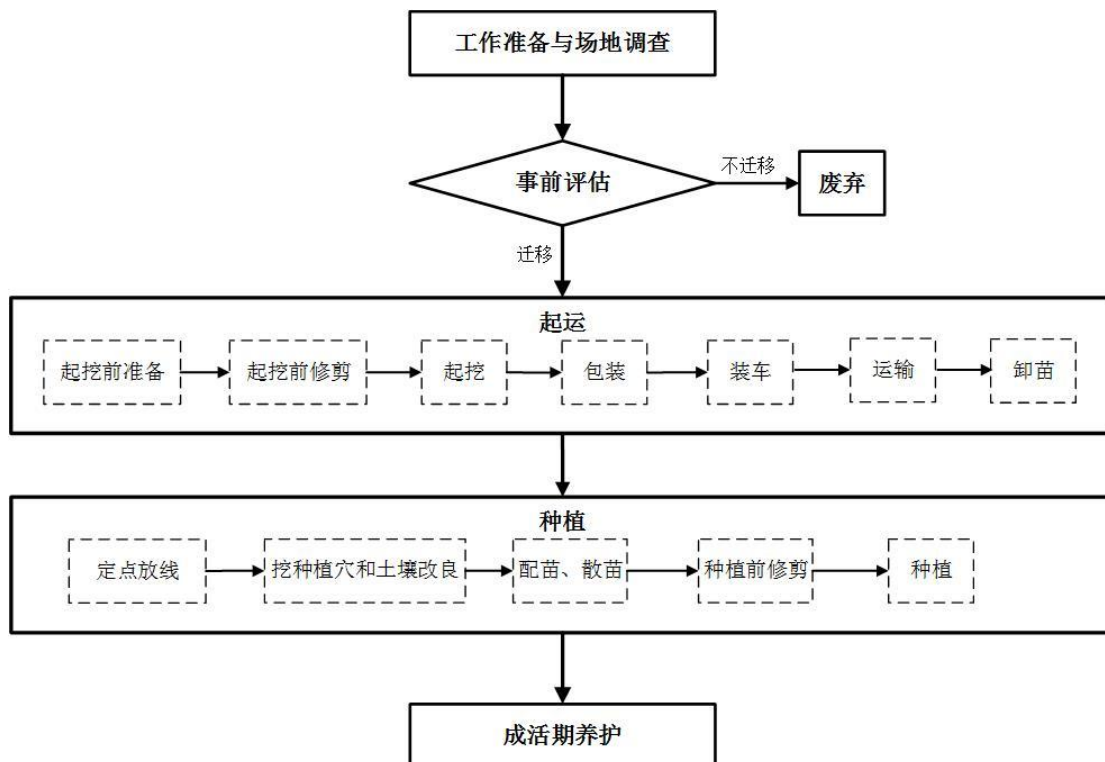 工作准备与场地调查
事前评估
不迁移
废弃
迁移
起运
起挖前准备
起挖前修剪
起挖
包装
装车
运输
卸苗
种植
定点放线
挖种植穴和土壤改良
配苗、散苗
种植前修剪
种植
成活期养护